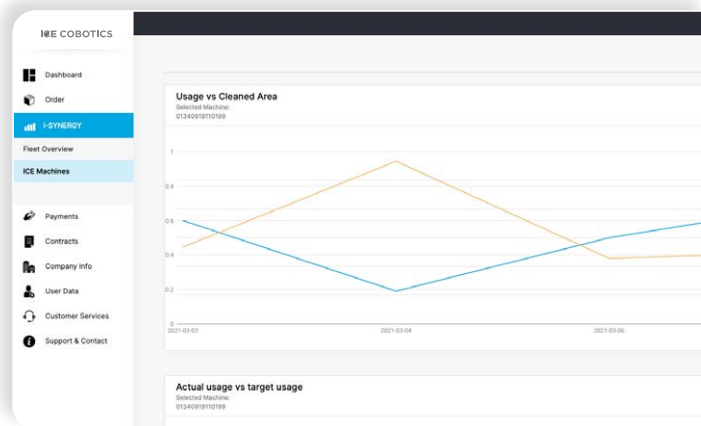 ICE COBOTICS
Dashboard
Order
i-SYNERGY
Fleet Overview
ICE Machines
Payments
Contracts
Company Info
User Data
Customer Services
Support & Contact
Usage vs Cleaned Area
Selected Machine:
01340919110199
1
0.8
0.6
0.4
0.2
0
2021-03-03
2021-03-04
2021-03-06
Actual usage vs target usage
Selected Machine:
01340919110199